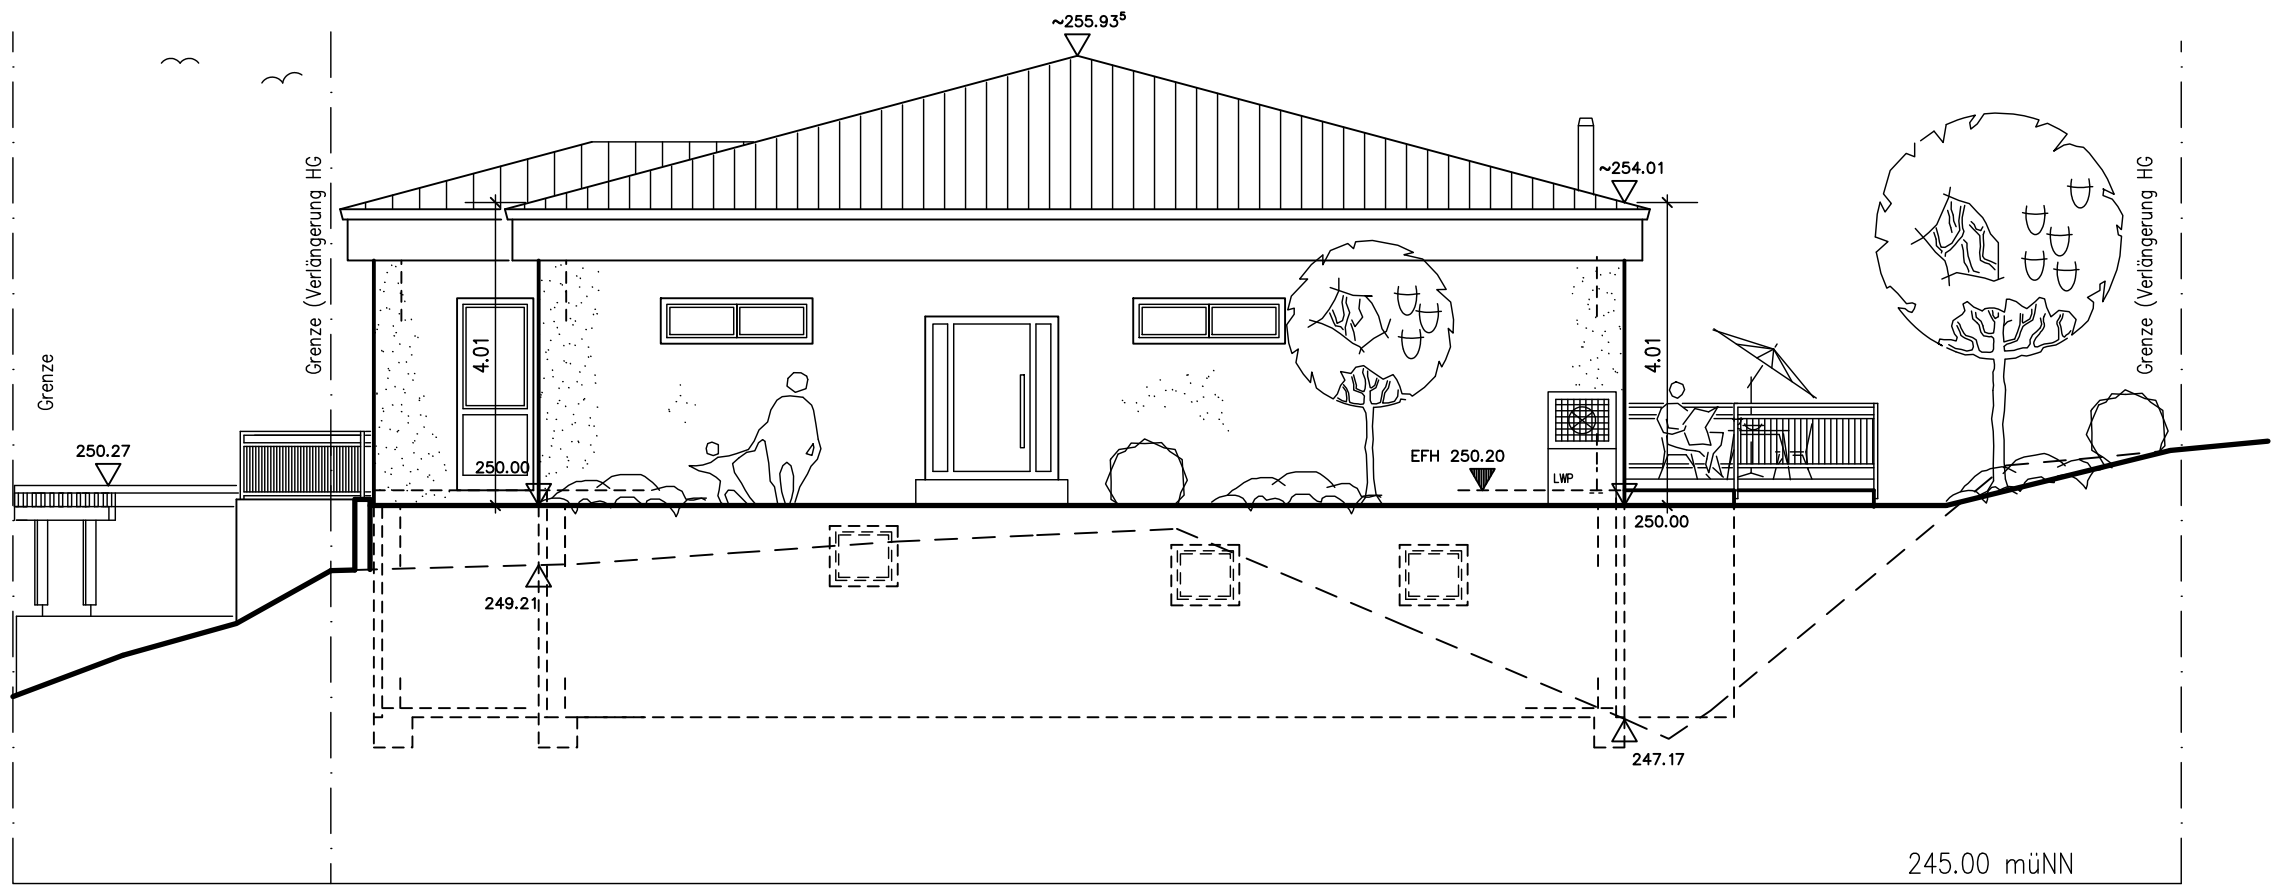 ~255.93⁵
~254.01
Grenze (Verlängerung HG
Grenze (Verlängerung HG
Grenze
4.01
4.01
250.27
250.00
EFH 250.20
LWP
250.00
249.21
247.17
245.00 müNN